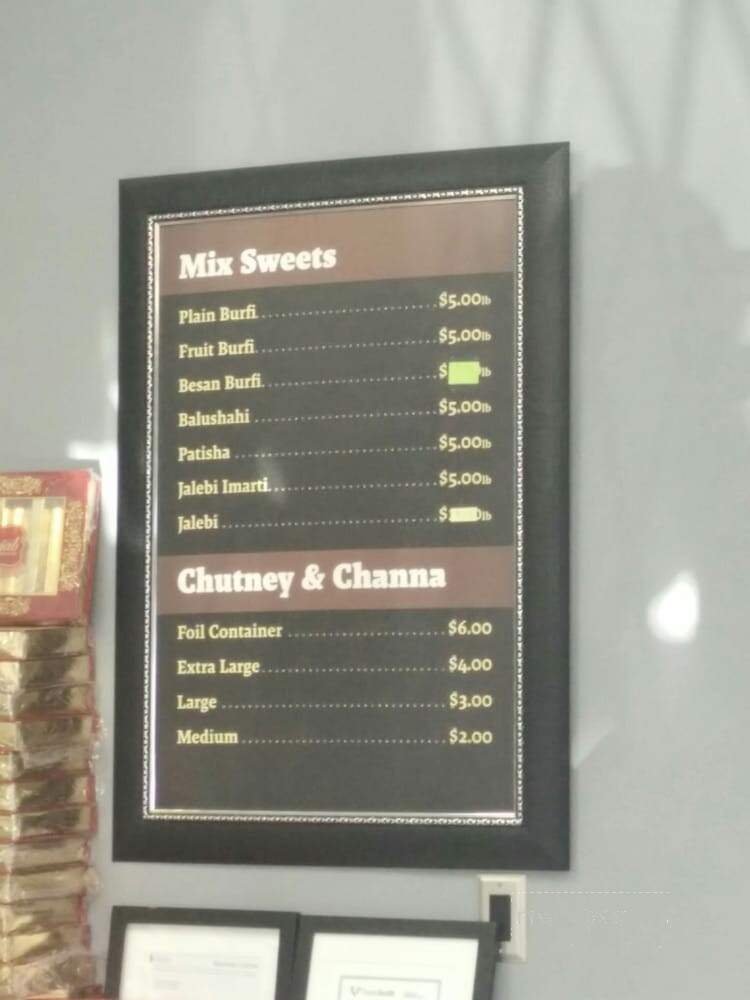 Mix Sweets
Plain Burfi.......................$5.00lb
Fruit Burfi.......................$5.00lb
Besan Burfi.......................$ lb
Balushahi.......................$5.00lb
Patisha.......................$5.00lb
Jalebi Imarti.......................$5.00lb
Jalebi.......................$ lb
Chutney & Channa
Foil Container.......................$6.00
Extra Large.......................$4.00
Large.......................$3.00
Medium.......................$2.00